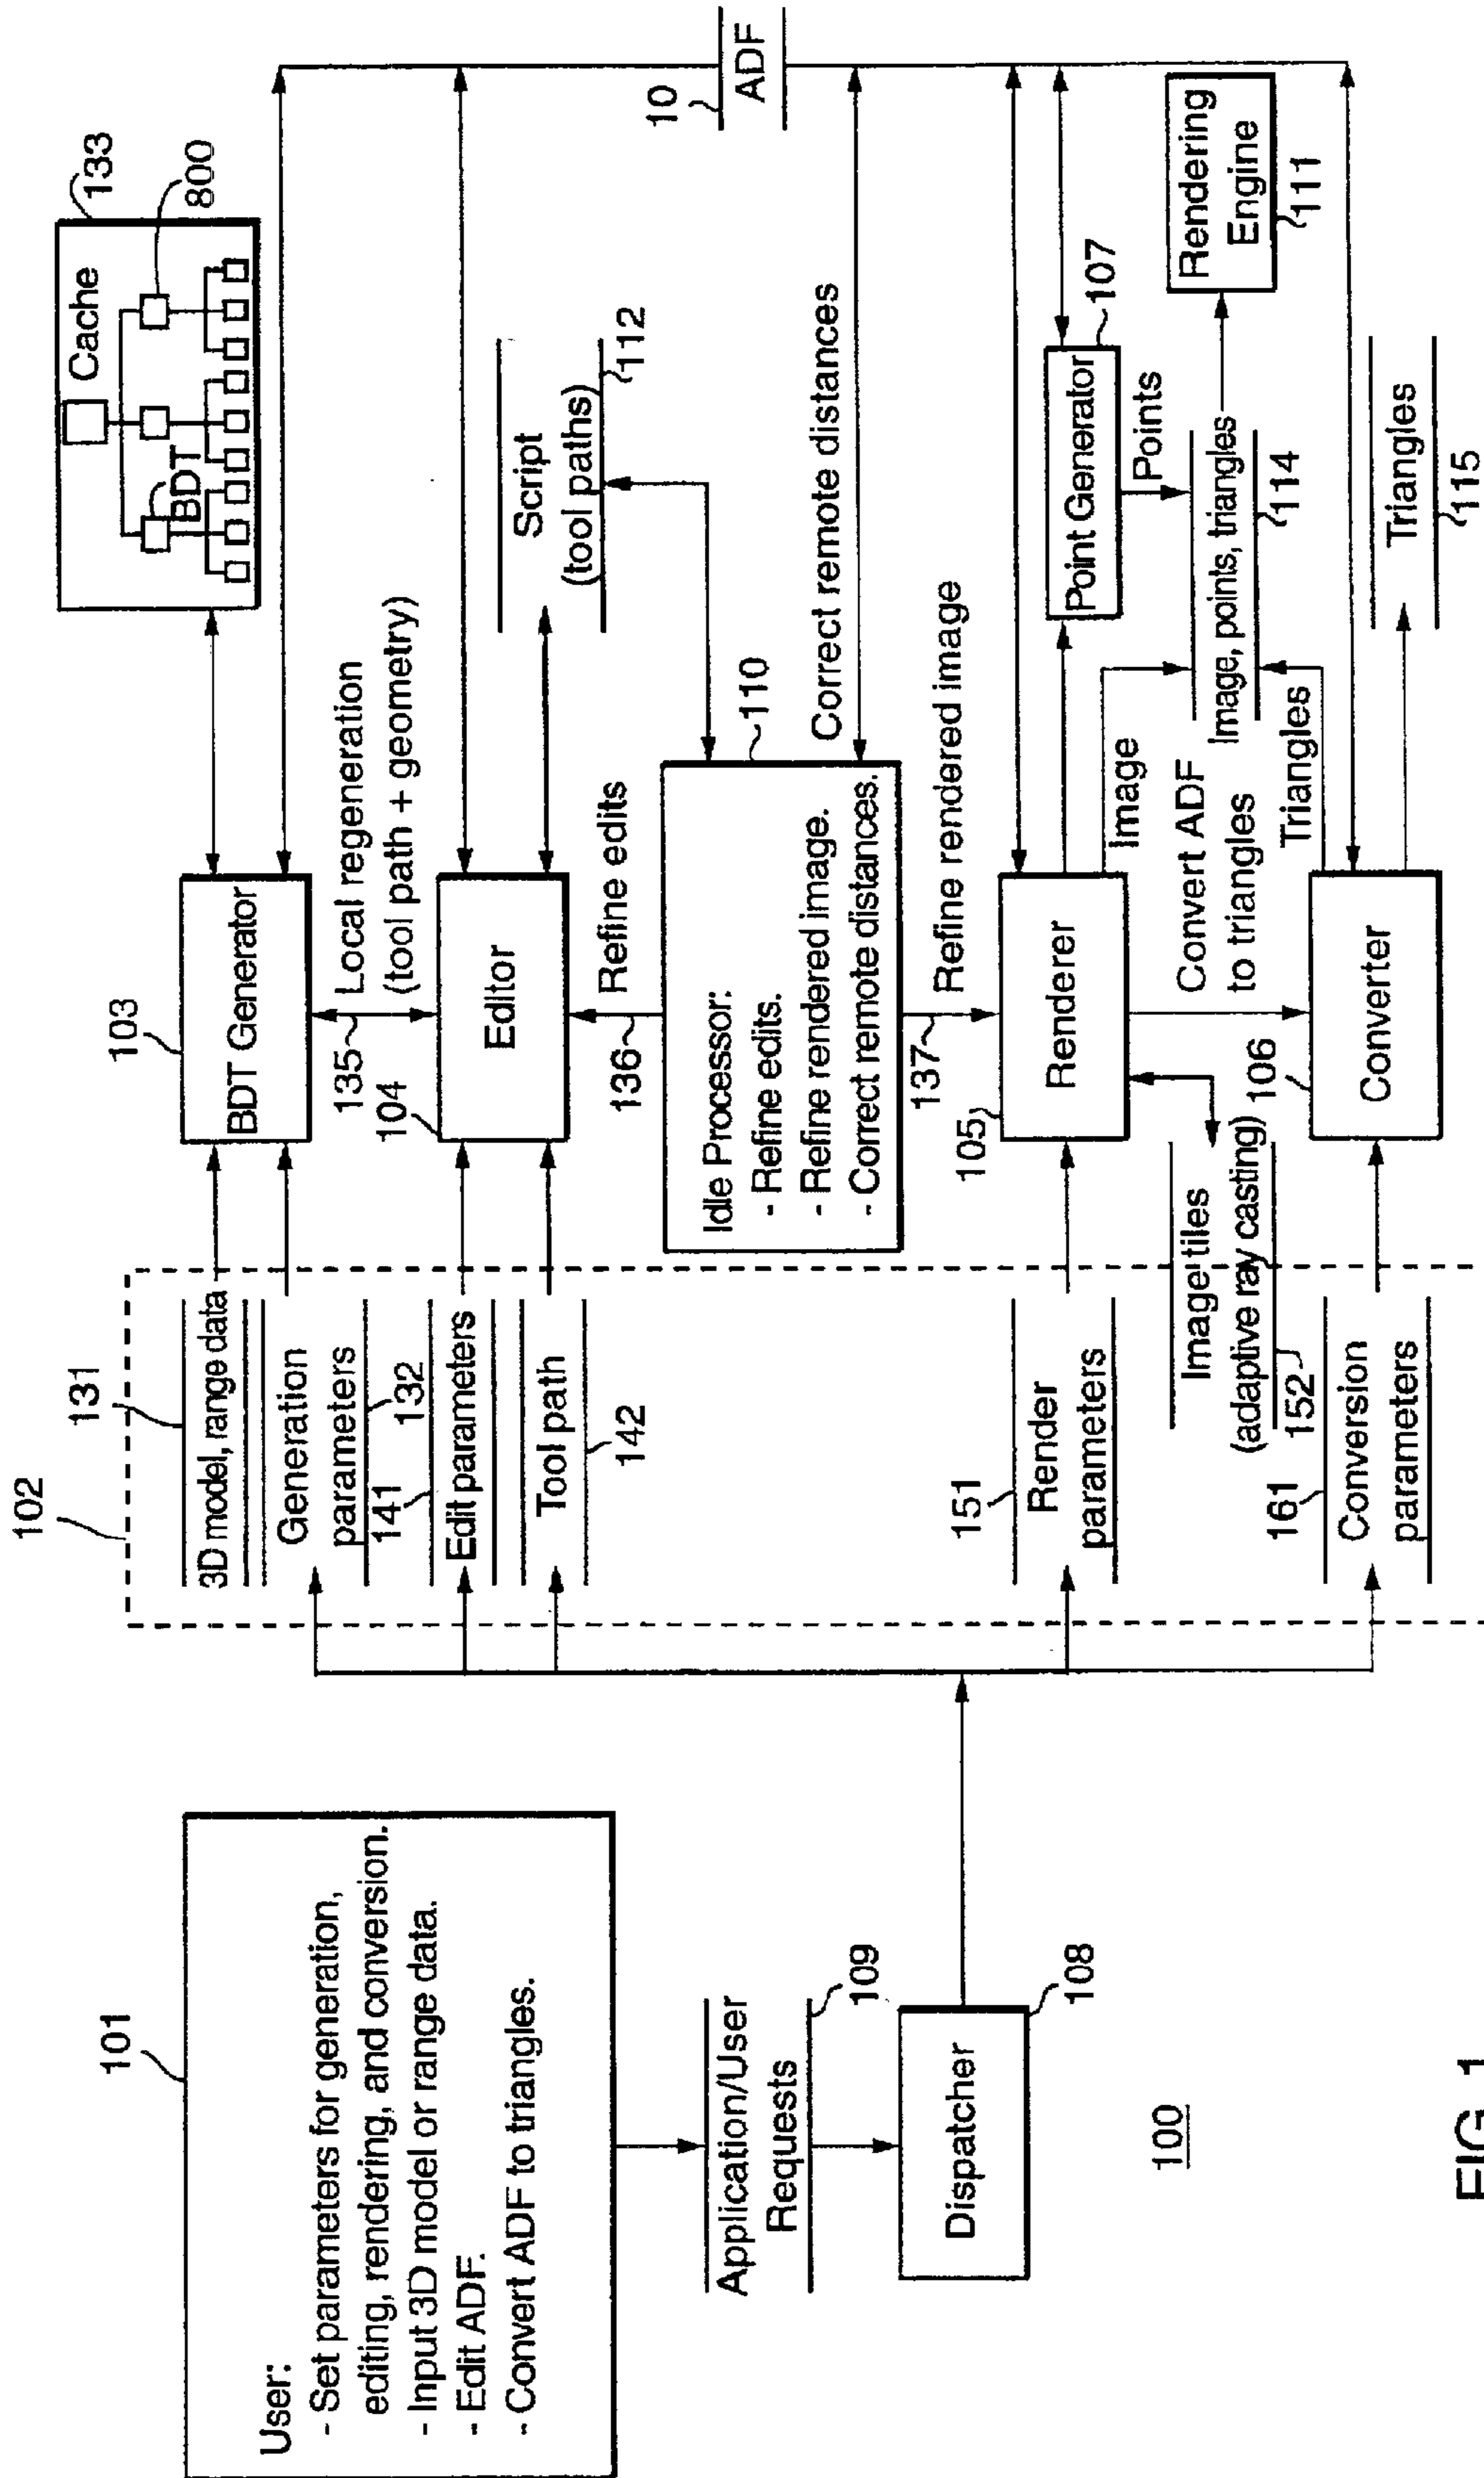 101
User:
- Set parameters for generation,
editing, rendering, and conversion.
- Input 3D model or range data.
- Edit ADF.
- Convert ADF to triangles.
Application/User
Requests
109
Dispatcher
108
100
102
131
3D model, range data
Generation
parameters
132
141
Edit parameters
Tool path
142
151
Render
parameters
Image tiles
(adaptive ray casting)
152
161
Conversion
parameters
103
BDT Generator
135
Local regeneration
(tool path + geometry)
104
Editor
136
Refine edits
Idle Processor:
- Refine edits.
- Refine rendered image.
- Correct remote distances.
110
137
Refine rendered image
105
Renderer
Convert ADF
to triangles
106
Converter
133
Cache
BDT
800
Script
(tool paths)
112
Correct remote distances
10
ADF
Point Generator
107
Points
Image
Image, points, triangles
114
Triangles
Rendering
Engine
111
Triangles
115
FIG. 1